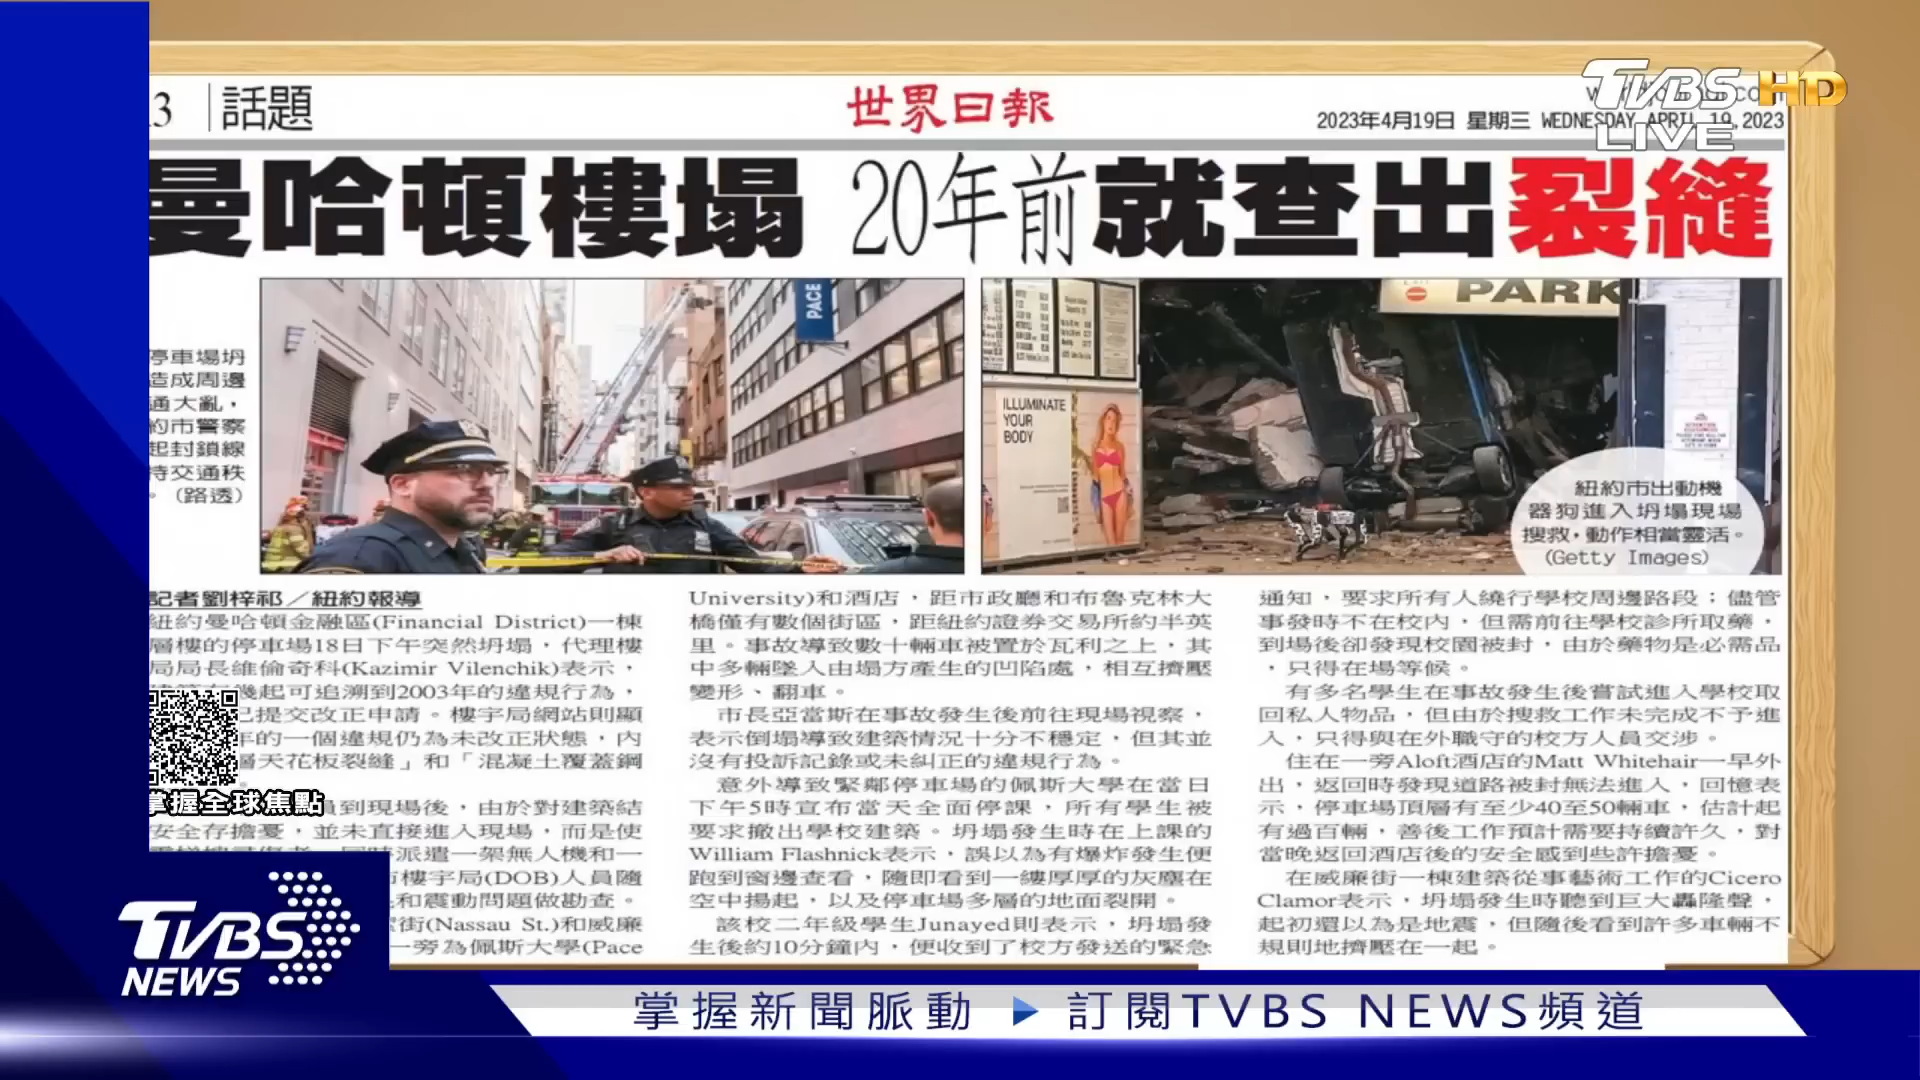 3
話題
世界日報
2023年4月19日 星期三 WEDNESDAY, APRIL 19, 2023
TVBS HD
LIVE
曼哈頓樓塌 20年前就查出裂縫
停車場坍
造成周邊
通大亂，
約市警察
起封鎖線
持交通秩
。（路透）
PACE
PARK
ILLUMINATE
YOUR
BODY
紐約市出動機
器狗進入坍塌現場
搜救，動作相當靈活。
(Getty Images)
記者劉梓祁／紐約報導
紐約曼哈頓金融區(Financial District)一棟
層樓的停車場18日下午突然坍塌，代理樓
局局長維倫奇科(Kazimir Vilenchik)表示，
幾起可追溯到2003年的違規行為，
已提交改正申請。樓宇局網站則顯
年的一個違規仍為未改正狀態，內
層天花板裂縫」和「混凝土覆蓋鋼
員到現場後，由於對建築結
安全存擔憂，並未直接進入現場，而是使
派遣一架無人機和一
樓宇局(DOB)人員隨
和震動問題做勘查。
街(Nassau St.)和威廉
一旁為佩斯大學(Pace
University)和酒店，距市政廳和布魯克林大
橋僅有數個街區，距紐約證券交易所約半英
里。事故導致數十輛車被置於瓦利之上，其
中多輛墜入由塌方產生的凹陷處，相互擠壓
變形、翻車。
市長亞當斯在事故發生後前往現場視察，
表示倒塌導致建築情況十分不穩定，但其並
沒有投訴記錄或未糾正的違規行為。
意外導致緊鄰停車場的佩斯大學在當日
下午5時宣布當天全面停課，所有學生被
要求撤出學校建築。坍塌發生時在上課的
William Flashnick表示，誤以為有爆炸發生便
跑到窗邊查看，隨即看到一縷厚厚的灰塵在
空中揚起，以及停車場多層的地面裂開。
該校二年級學生Junayed則表示，坍塌發
生後約10分鐘內，便收到了校方發送的緊急
通知，要求所有人繞行學校周邊路段；儘管
事發時不在校內，但需前往學校診所取藥，
到場後卻發現校園被封，由於藥物是必需品
，只得在場等候。
有多名學生在事故發生後嘗試進入學校取
回私人物品，但由於搜救工作未完成不予進
入，只得與在外職守的校方人員交涉。
住在一旁Aloft酒店的Matt Whitehair一早外
出，返回時發現道路被封無法進入，回憶表
示，停車場頂層有至少40至50輛車，估計起
有過百輛，善後工作預計需要持續許久，對
當晚返回酒店後的安全感到些許擔憂。
在威廉街一棟建築從事藝術工作的Cicero
Clamor表示，坍塌發生時聽到巨大轟隆聲，
起初還以為是地震，但隨後看到許多車輛不
規則地擠壓在一起。
掌握全球焦點
TVBS
NEWS
掌握新聞脈動 ▶ 訂閱TVBS NEWS頻道